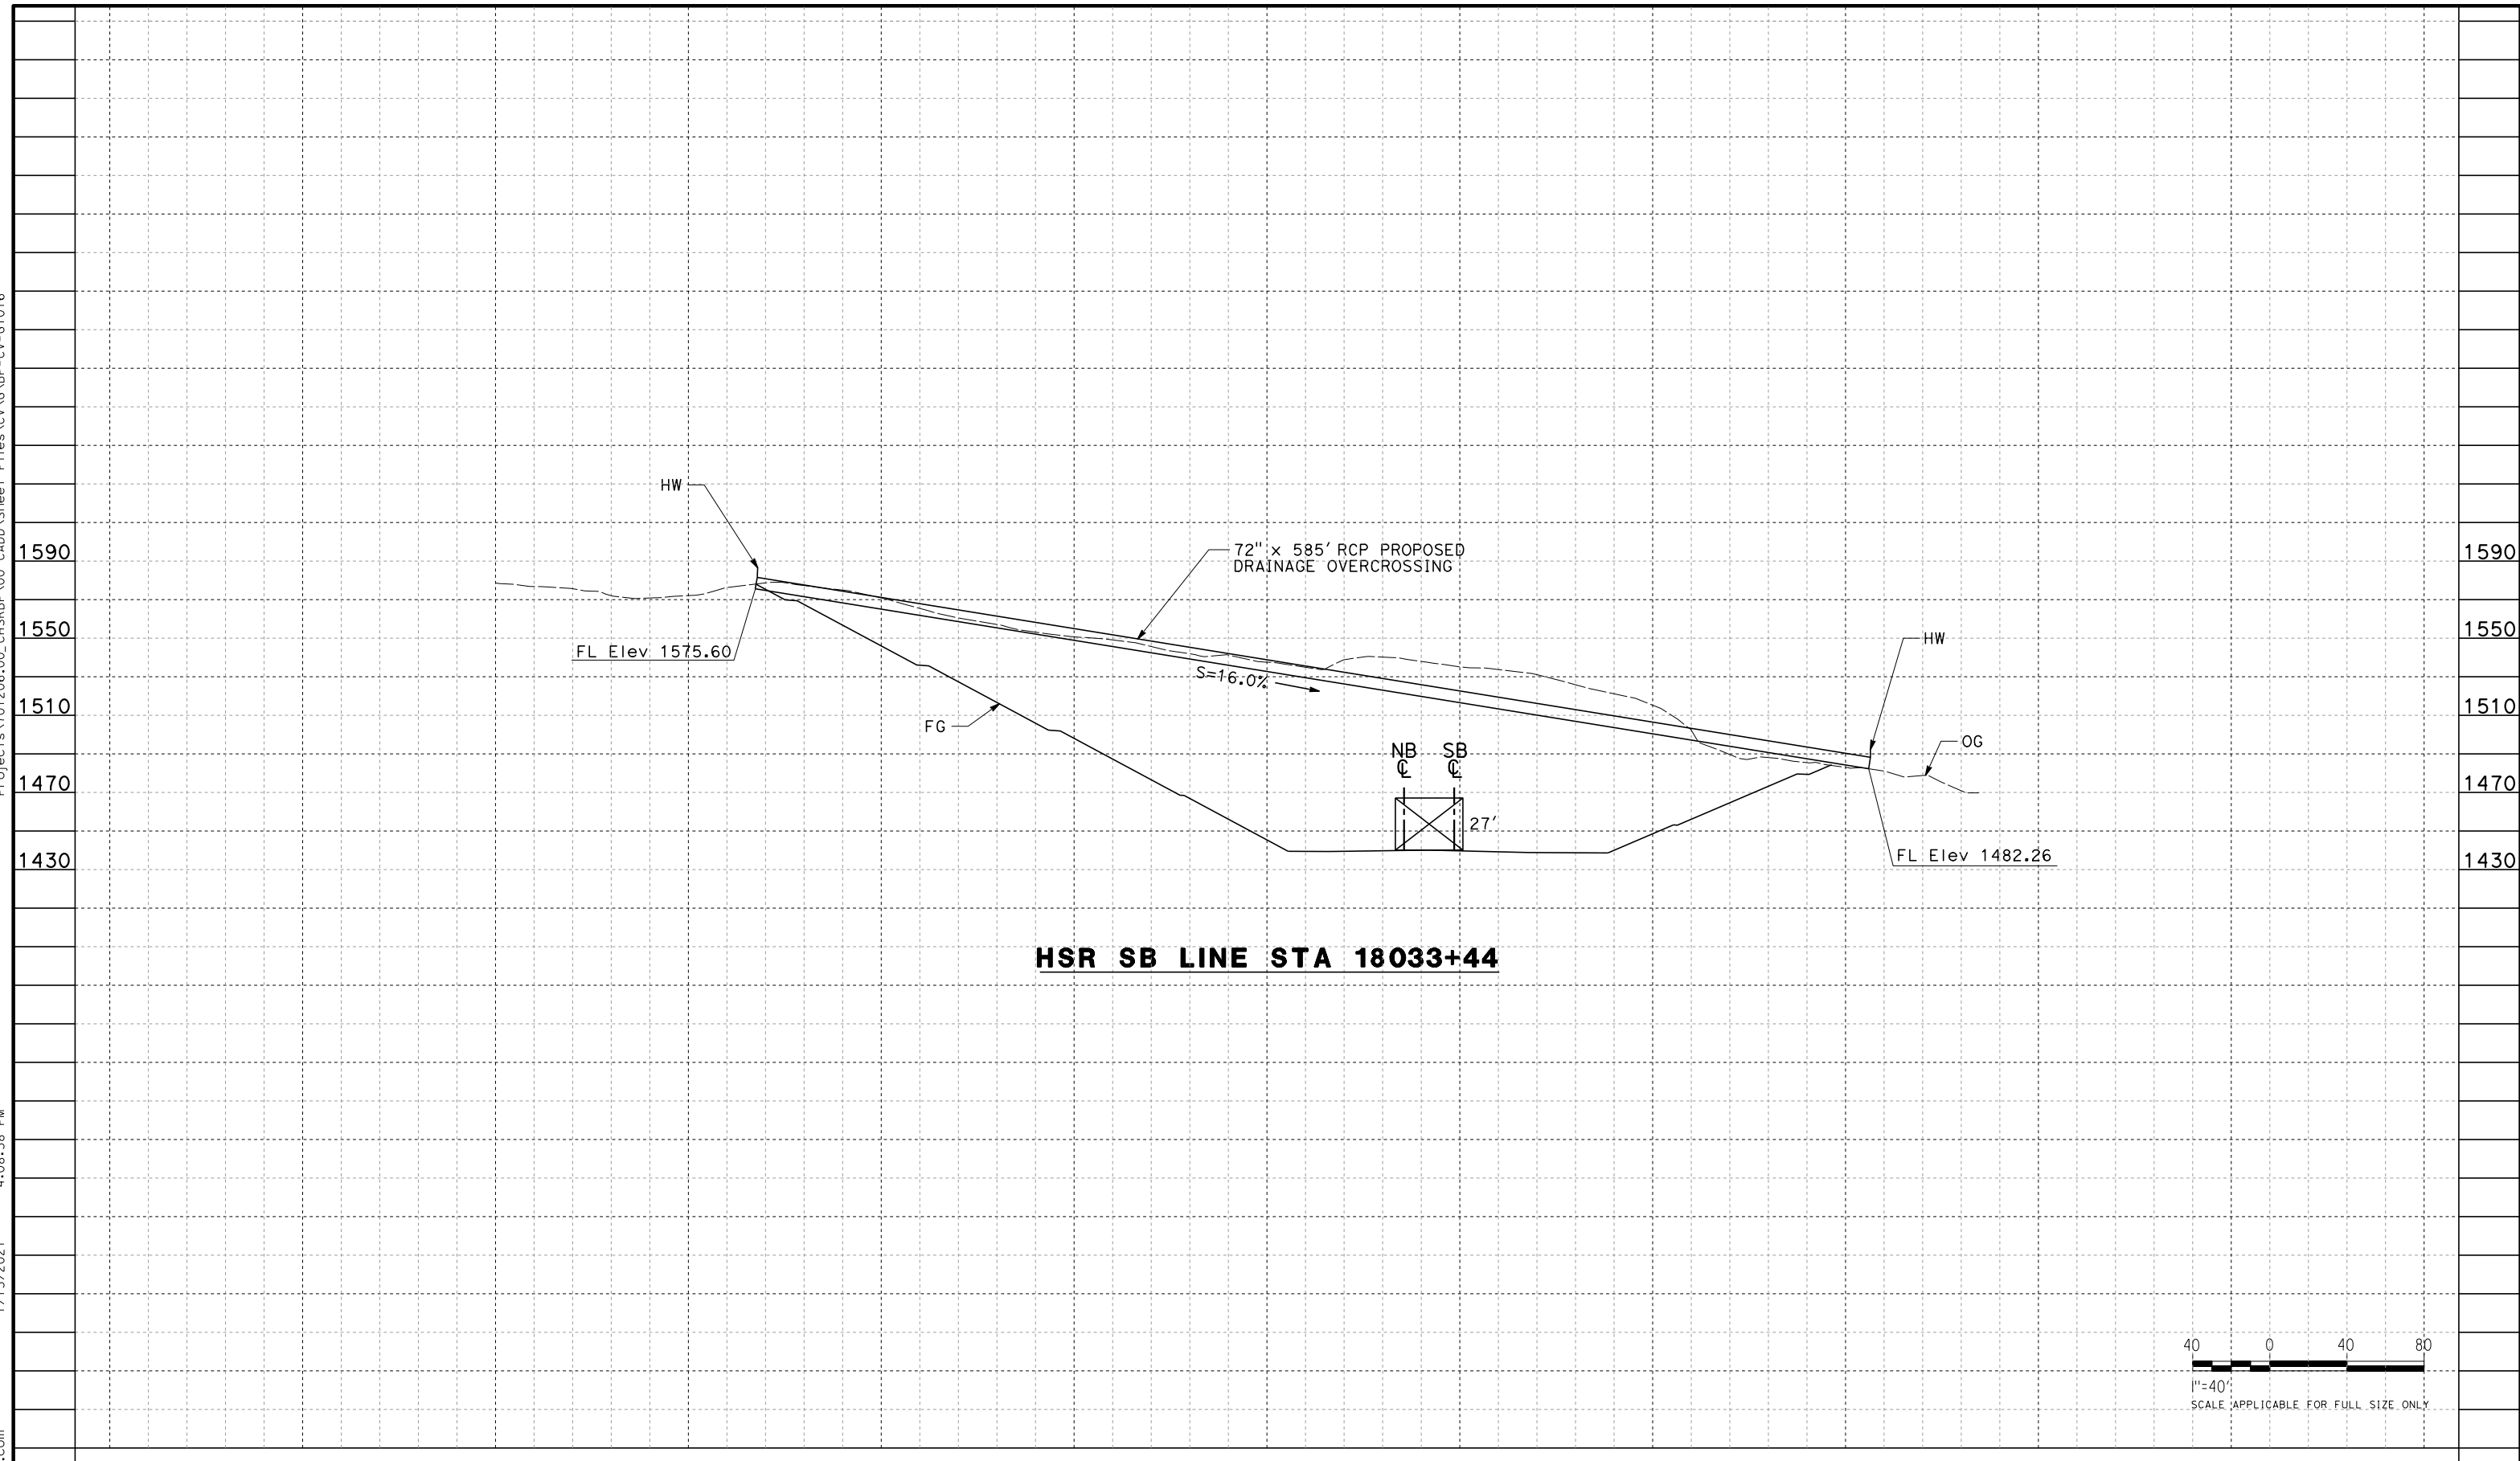 HW
72" x 585' RCP PROPOSED
DRAINAGE OVERCROSSING
1590
1590
1550
1550
HW
FL Elev 1575.60
S=16.0%
1510
1510
FG
NB SB
OG
℄ ℄
1470
1470
27'
1430
1430
FL Elev 1482.26
HSR SB LINE STA 18033+44
40 0 40 80
1"=40'
SCALE APPLICABLE FOR FULL SIZE ONLY